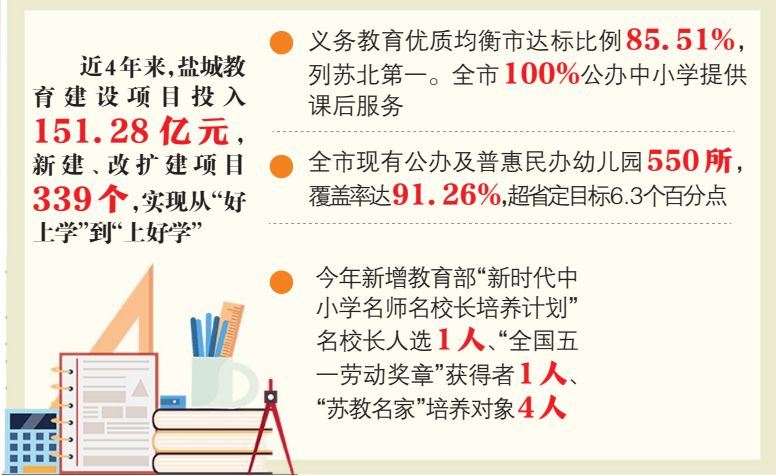 近4年来,盐城教
育建设项目投入
151.28亿元,
新建、改扩建项目
339个,实现从“好
上学”到“上好学”
义务教育优质均衡市达标比例85.51%,
列苏北第一。全市100%公办中小学提供
课后服务
全市现有公办及普惠民办幼儿园550所,
覆盖率达91.26%,超省定目标6.3个百分点
今年新增教育部“新时代中
小学名师名校长培养计划”
名校长人选1人、“全国五
一劳动奖章”获得者1人、
“苏教名家”培养对象4人